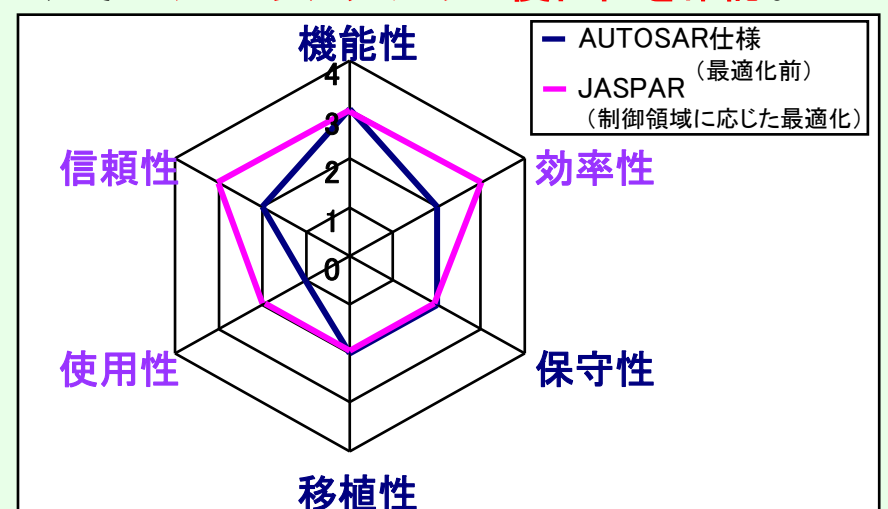 機能性
AUTOSAR仕様
(最適化前)
JASPAR
(制御領域に応じた最適化)
4
3
信頼性
2
効率性
1
0
使用性
保守性
移植性